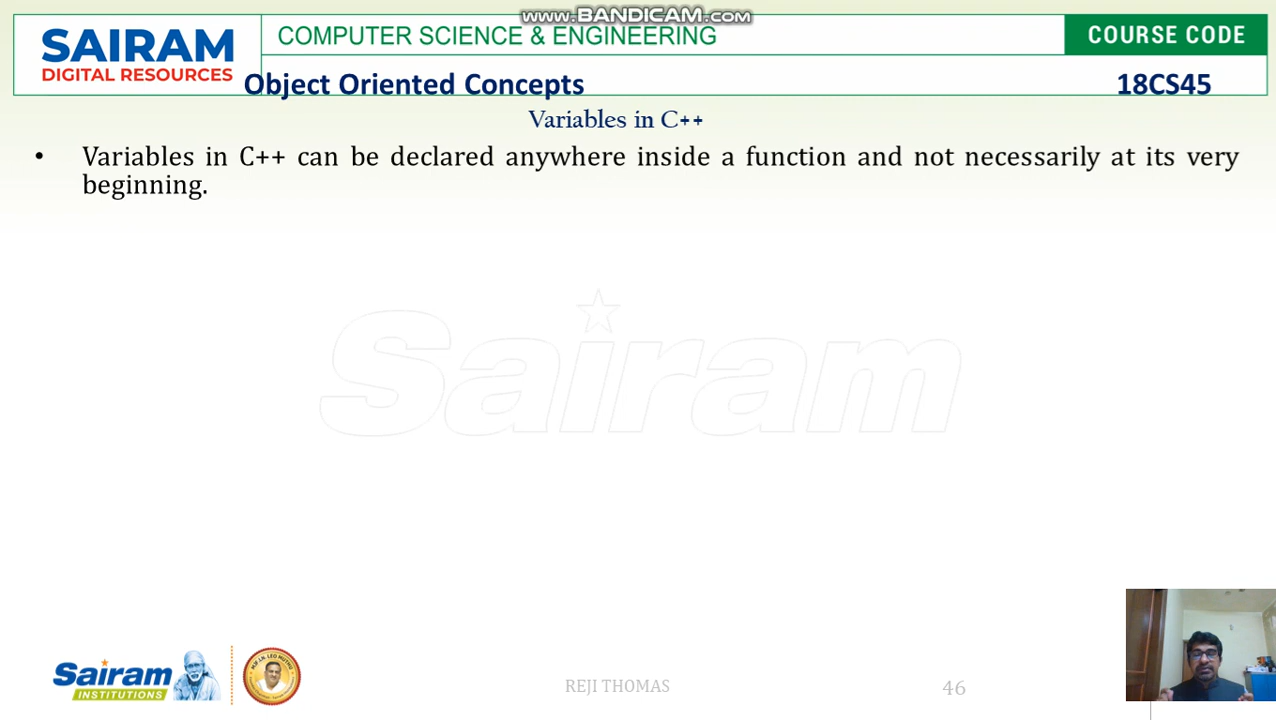 www.BANDICAM.com
SAIRAM
DIGITAL RESOURCES
COMPUTER SCIENCE & ENGINEERING
COURSE CODE
Object Oriented Concepts
18CS45
Variables in C++
• Variables in C++ can be declared anywhere inside a function and not necessarily at its very
beginning.
Sairam
Sairam
INSTITUTIONS
REJI THOMAS
46